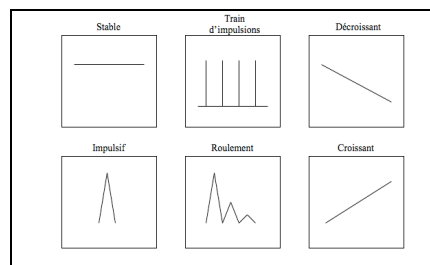 Stable
Train
d'impulsions
Décroissant
Impulsif
Roulement
Croissant